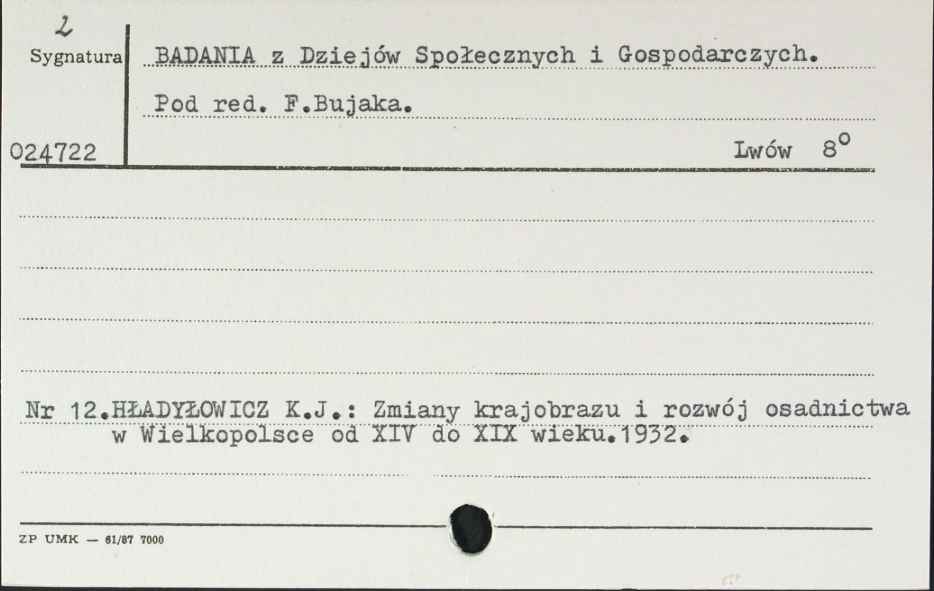 2
Sygnatura
BADANIA z Dziejów Społecznych i Gospodarczych.
Pod red. F.Bujaka.
024722
Lwów 8°
Nr 12.HŁADYŁOWICZ K.J.: Zmiany krajobrazu i rozwój osadnictwa
w Wielkopolsce od XIV do XIX wieku.1932.
ZP UMK — 61/87 7000